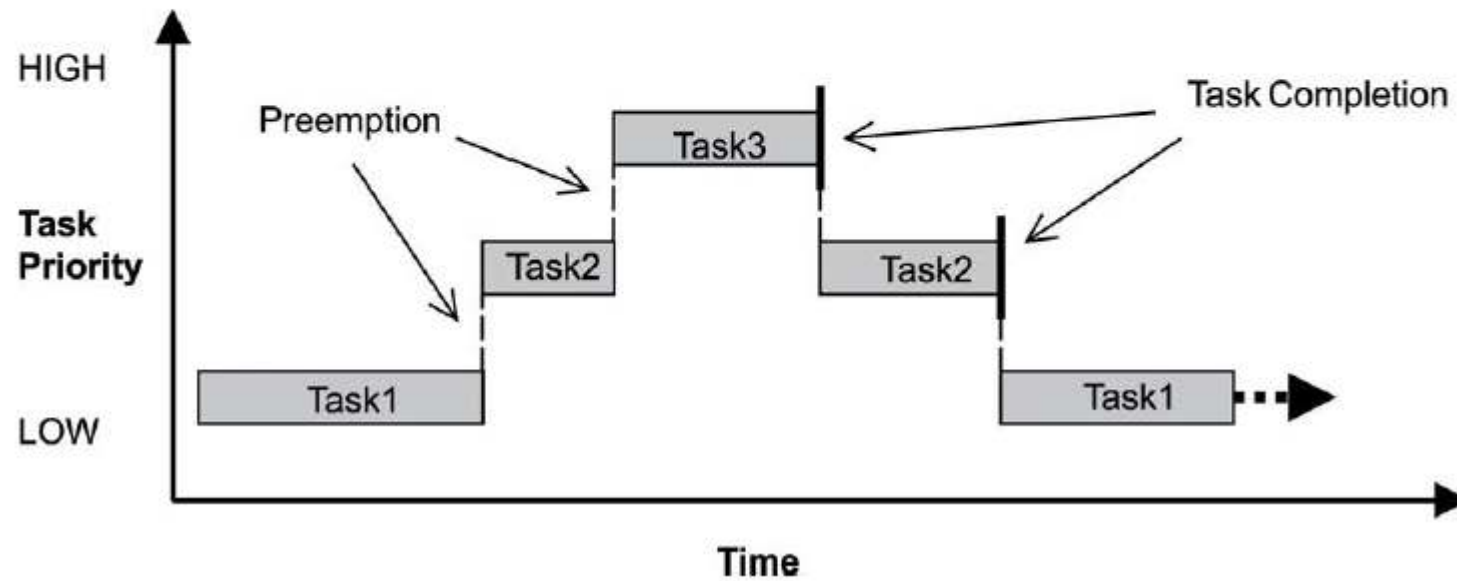 HIGH
Task Completion
Preemption
Task3
Task
Priority
Task2
Task2
Task1
Task1
LOW
Time